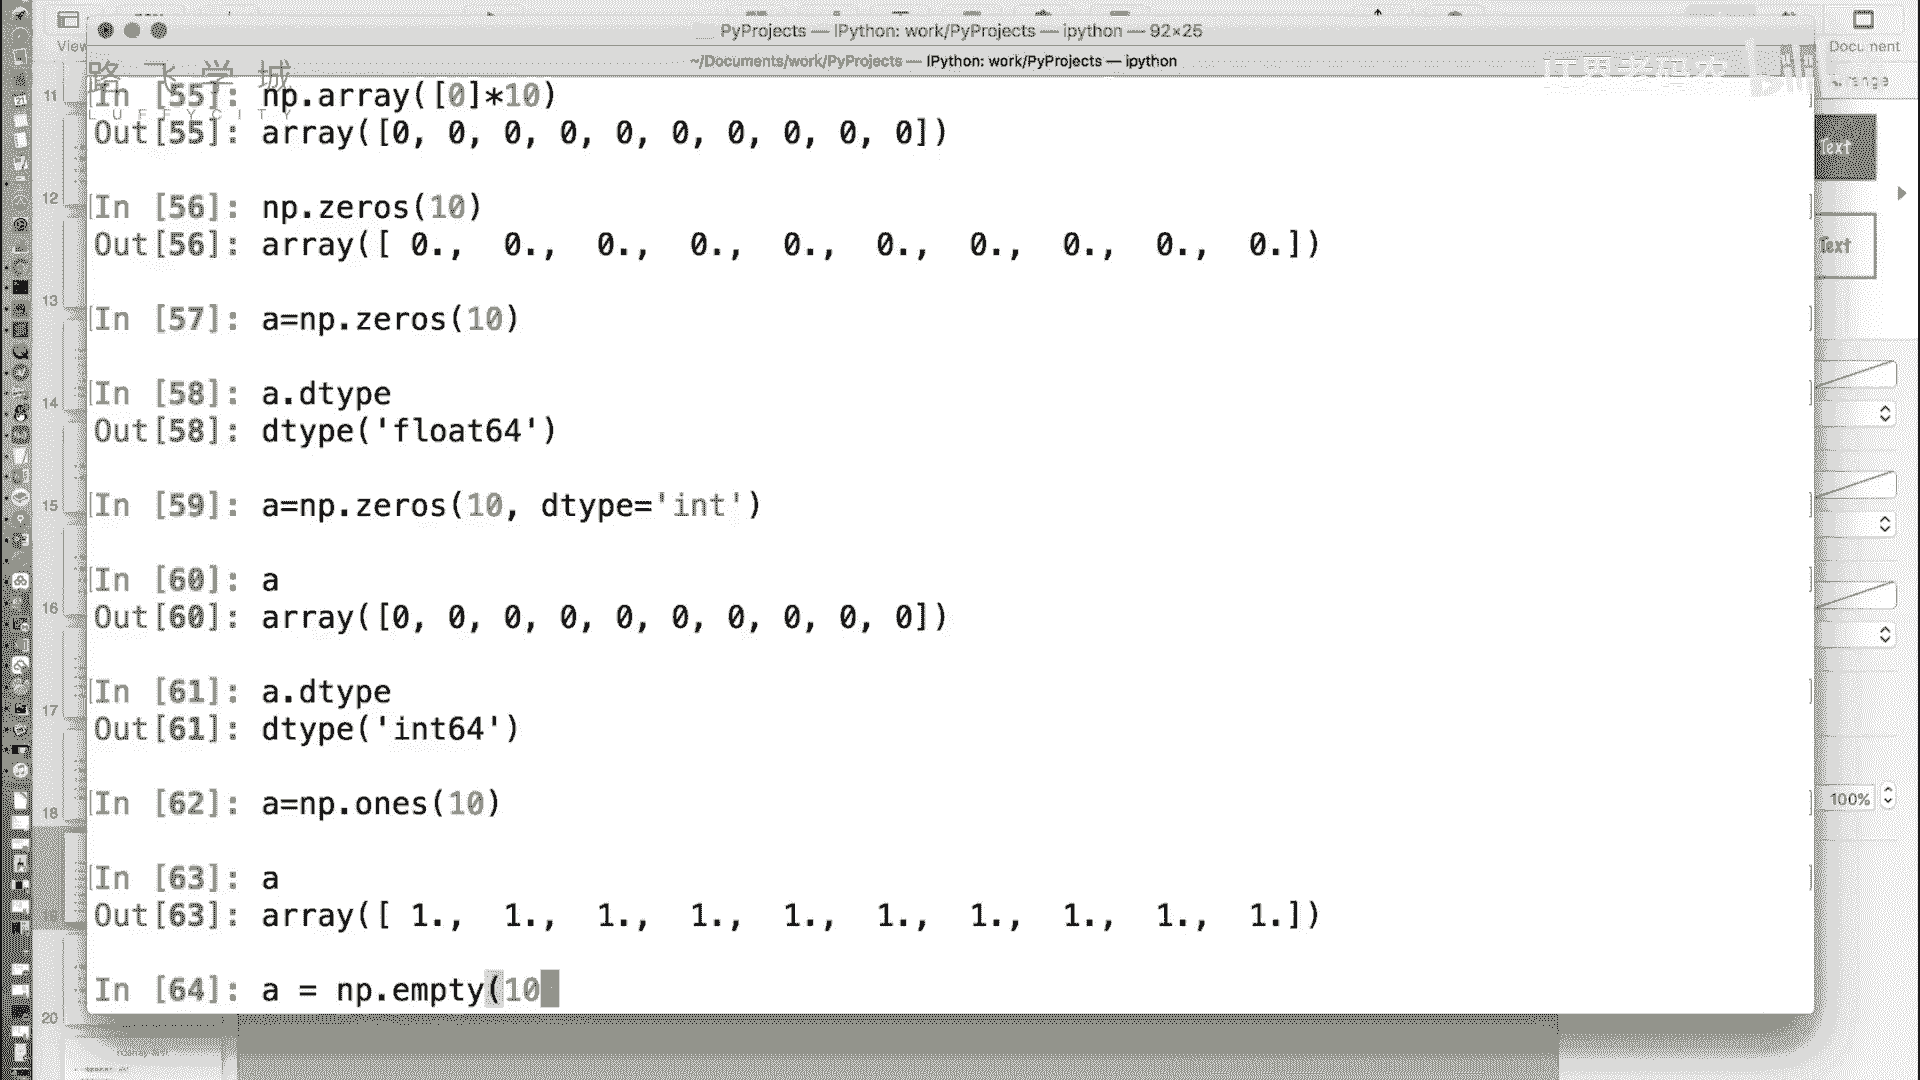 View
PyProjects — IPython: work/PyProjects — ipython — 92×25
~/Documents/work/PyProjects — IPython: work/PyProjects — ipython
路飞学城
LUFFYCITY
In [55]: np.array([0]*10)
Out[55]: array([0, 0, 0, 0, 0, 0, 0, 0, 0, 0])
In [56]: np.zeros(10)
Out[56]: array([ 0., 0., 0., 0., 0., 0., 0., 0., 0., 0.])
In [57]: a=np.zeros(10)
In [58]: a.dtype
Out[58]: dtype('float64')
In [59]: a=np.zeros(10, dtype='int')
In [60]: a
Out[60]: array([0, 0, 0, 0, 0, 0, 0, 0, 0, 0])
In [61]: a.dtype
Out[61]: dtype('int64')
In [62]: a=np.ones(10)
In [63]: a
Out[63]: array([ 1., 1., 1., 1., 1., 1., 1., 1., 1., 1.])
In [64]: a = np.empty(10
11
12
13
14
15
16
17
18
20
Text
Text
100%